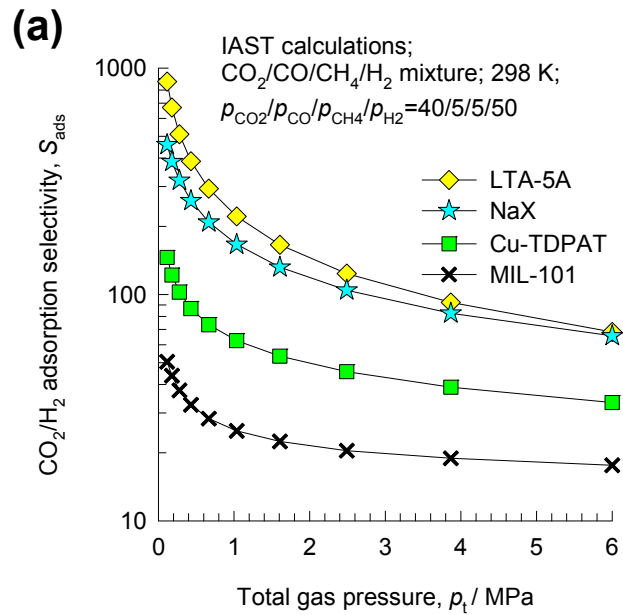 (a)
IAST calculations;
CO2/CO/CH4/H2 mixture; 298 K;
pCO2/pCO/pCH4/pH2=40/5/5/50
1000
100
10
CO2/H2 adsorption selectivity, Sads
LTA-5A
NaX
Cu-TDPAT
MIL-101
0 1 2 3 4 5 6
Total gas pressure, pt / MPa